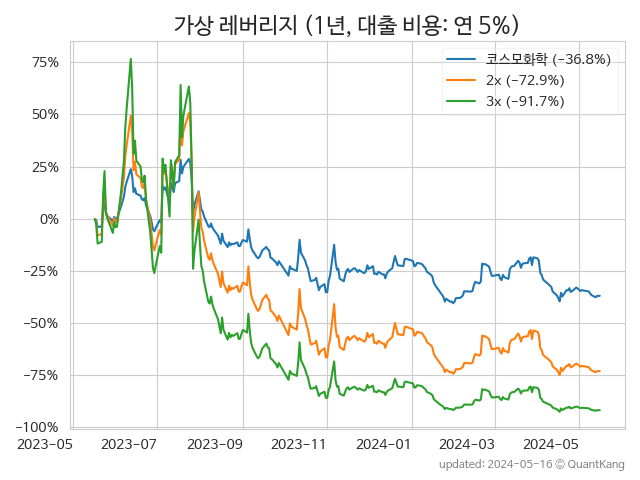 가상 레버리지 (1년, 대출 비용: 연 5%)
코스모화학 (−36.8%)
2x (−72.9%)
3x (−91.7%)
75%
50%
25%
0%
−25%
−50%
−75%
−100%
2023-05 2023-07 2023-09 2023-11 2024-01 2024-03 2024-05
updated: 2024-05-16 © QuantKang